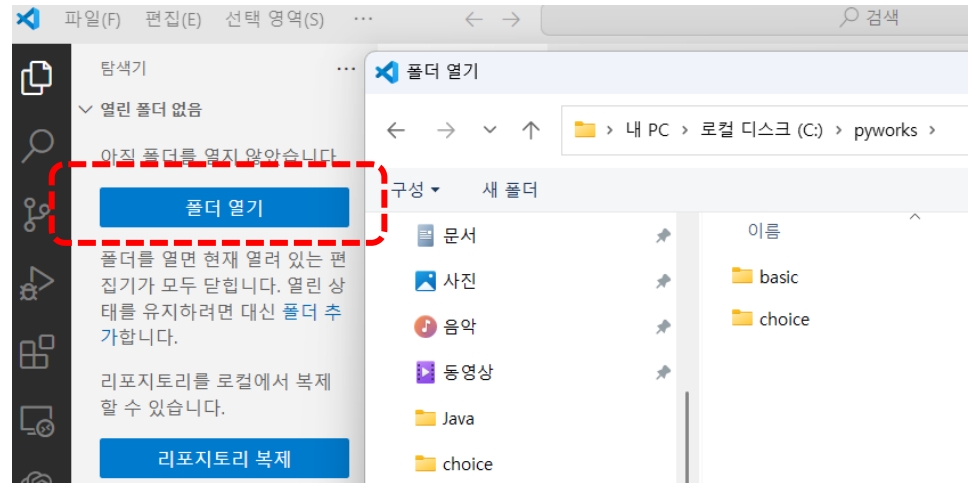 파일(F) 편집(E) 선택 영역(S) ··· ← → 검색
탐색기 ···
열린 폴더 없음
아직 폴더를 열지 않았습니다
폴더 열기
폴더를 열면 현재 열려 있는 편
집기가 모두 닫힙니다. 열린 상
태를 유지하려면 대신 폴더 추
가합니다.
리포지토리를 로컬에서 복제
할 수 있습니다.
리포지토리 복제
폴더 열기
내 PC › 로컬 디스크 (C:) › pyworks ›
구성 새 폴더
문서
사진
음악
동영상
Java
choice
이름
basic
choice